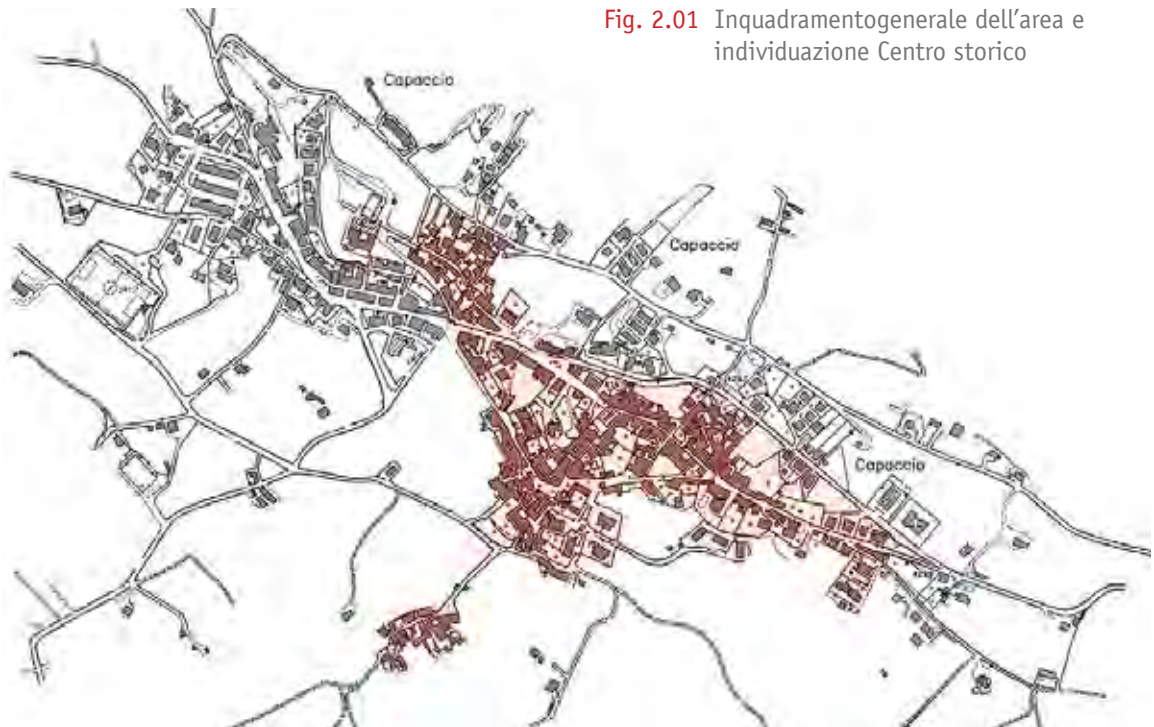 Fig. 2.01 Inquadramentogenerale dell'area e
individuazione Centro storico
Capaccio
Capaccio
Capaccio